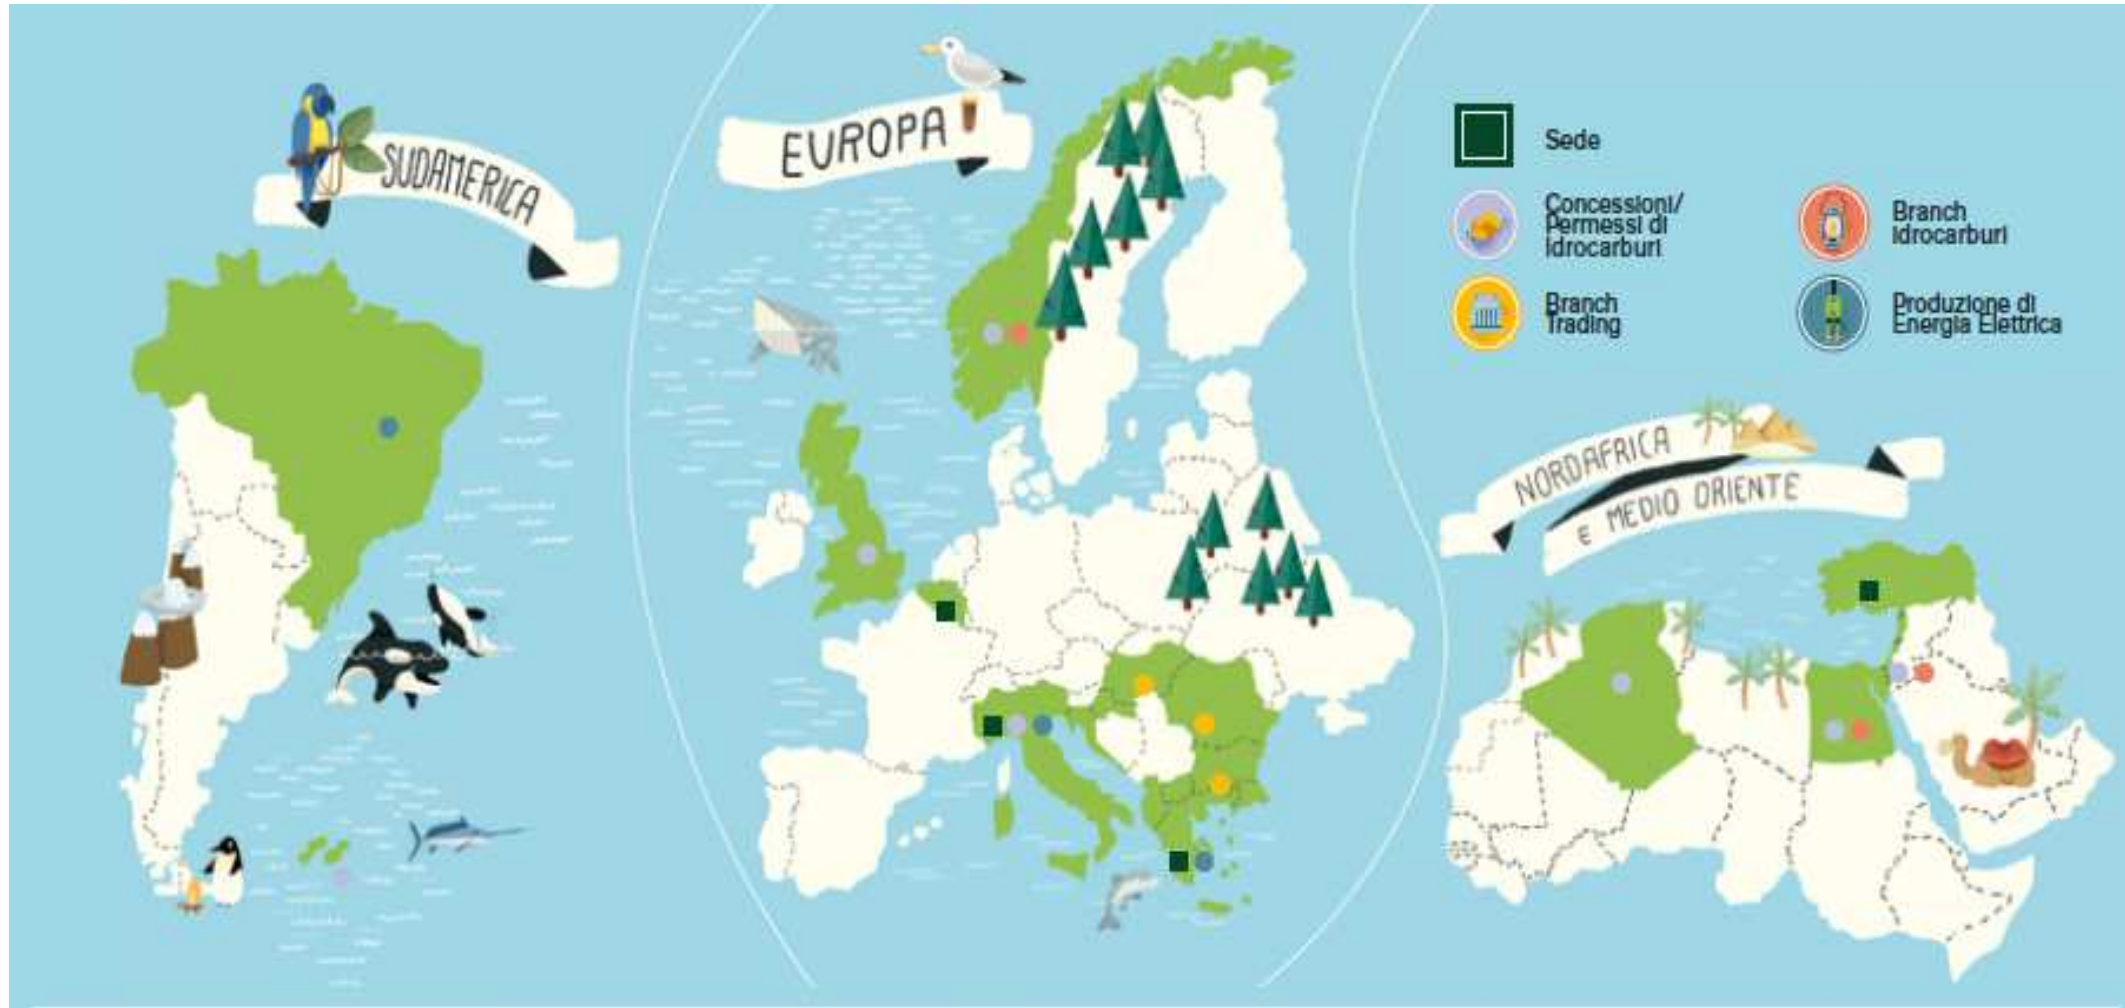 SUDAMERICA
EUROPA
Sede
Concessioni/
Permessi di
Idrocarburi
Branch
Idrocarburi
Branch
Trading
Produzione di
Energia Elettrica
NORDAFRICA
E MEDIO ORIENTE